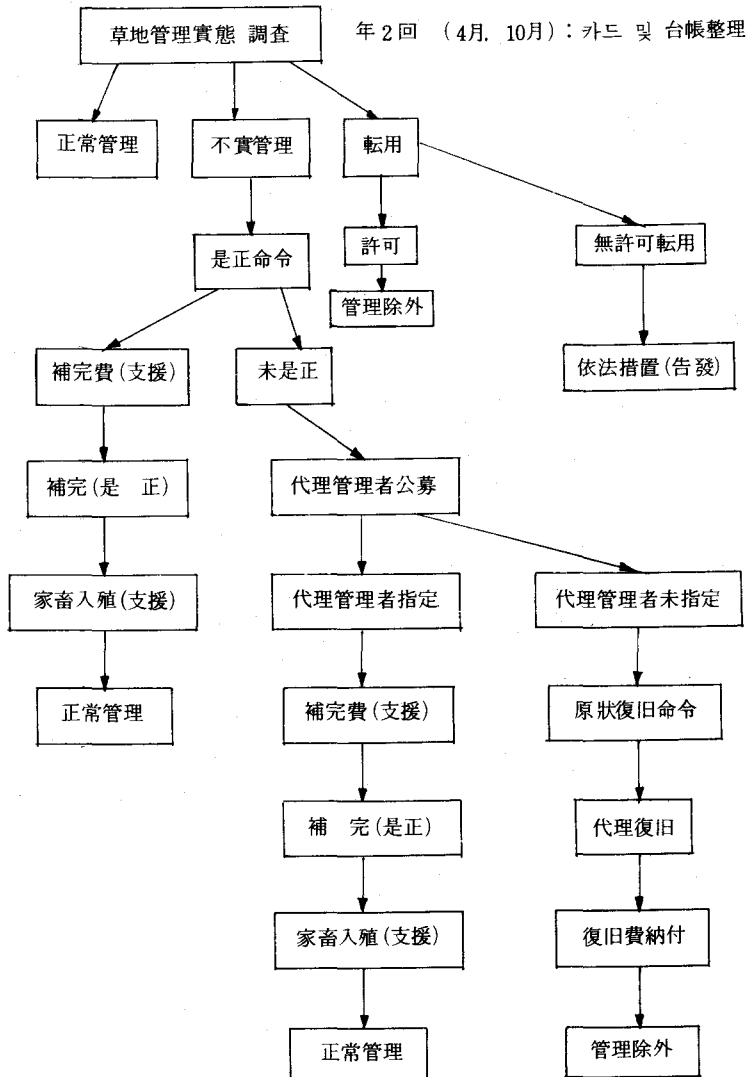 草地管理實態 調査 年2回 (4月. 10月) : 카드 및 台帳整理
正常管理 不實管理 転用
是正命令 許可 無許可転用
管理除外
補完費(支援) 未是正 依法措置(告發)
補完(是 正) 代理管理者公募
家畜入殖(支援) 代理管理者指定 代理管理者未指定
正常管理 補完費(支援) 原狀復旧命令
補 完(是正) 代理復旧
家畜入殖(支援) 復旧費納付
正常管理 管理除外